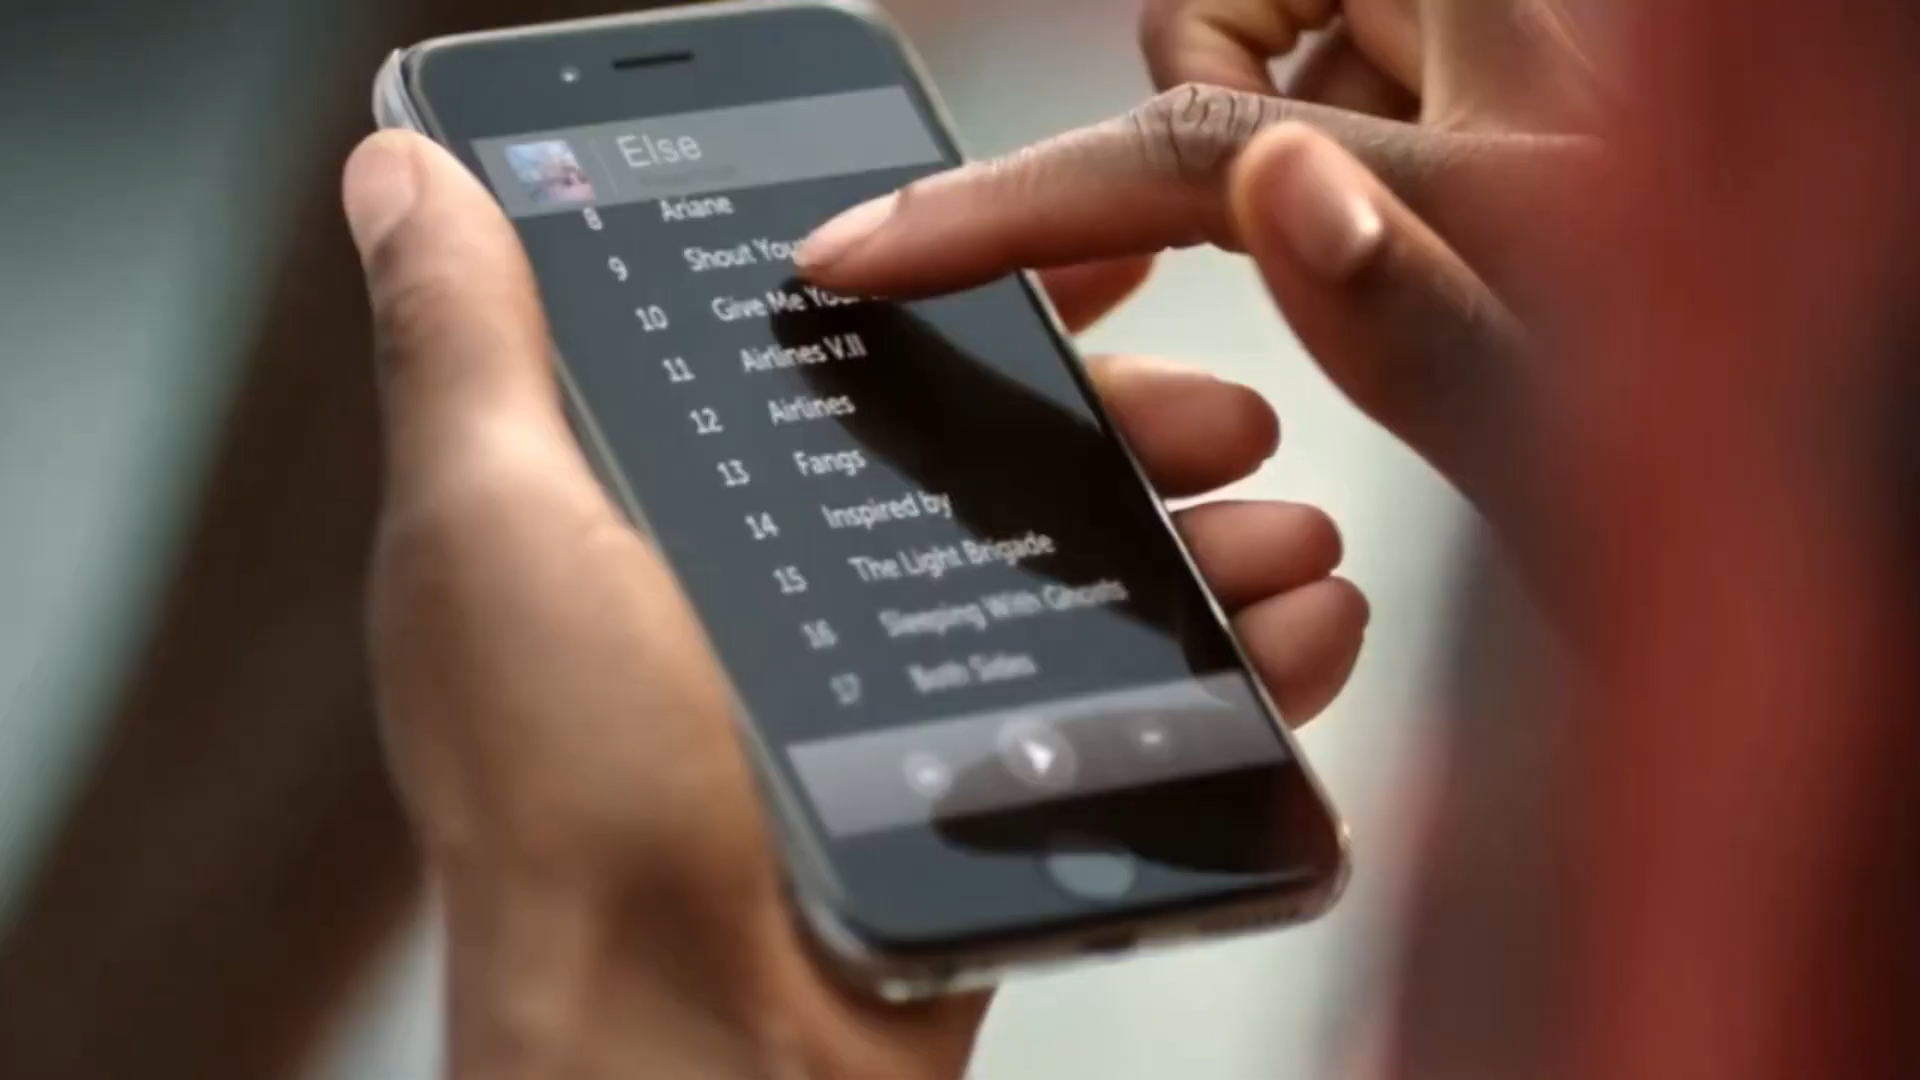 Else
8 Ariane
9 Shout You
10 Give Me You
11 Airlines V.II
12 Airlines
13 Fangs
14 Inspired by
15 The Light Brigade
16 Sleeping With Ghosts
17 Both Sides